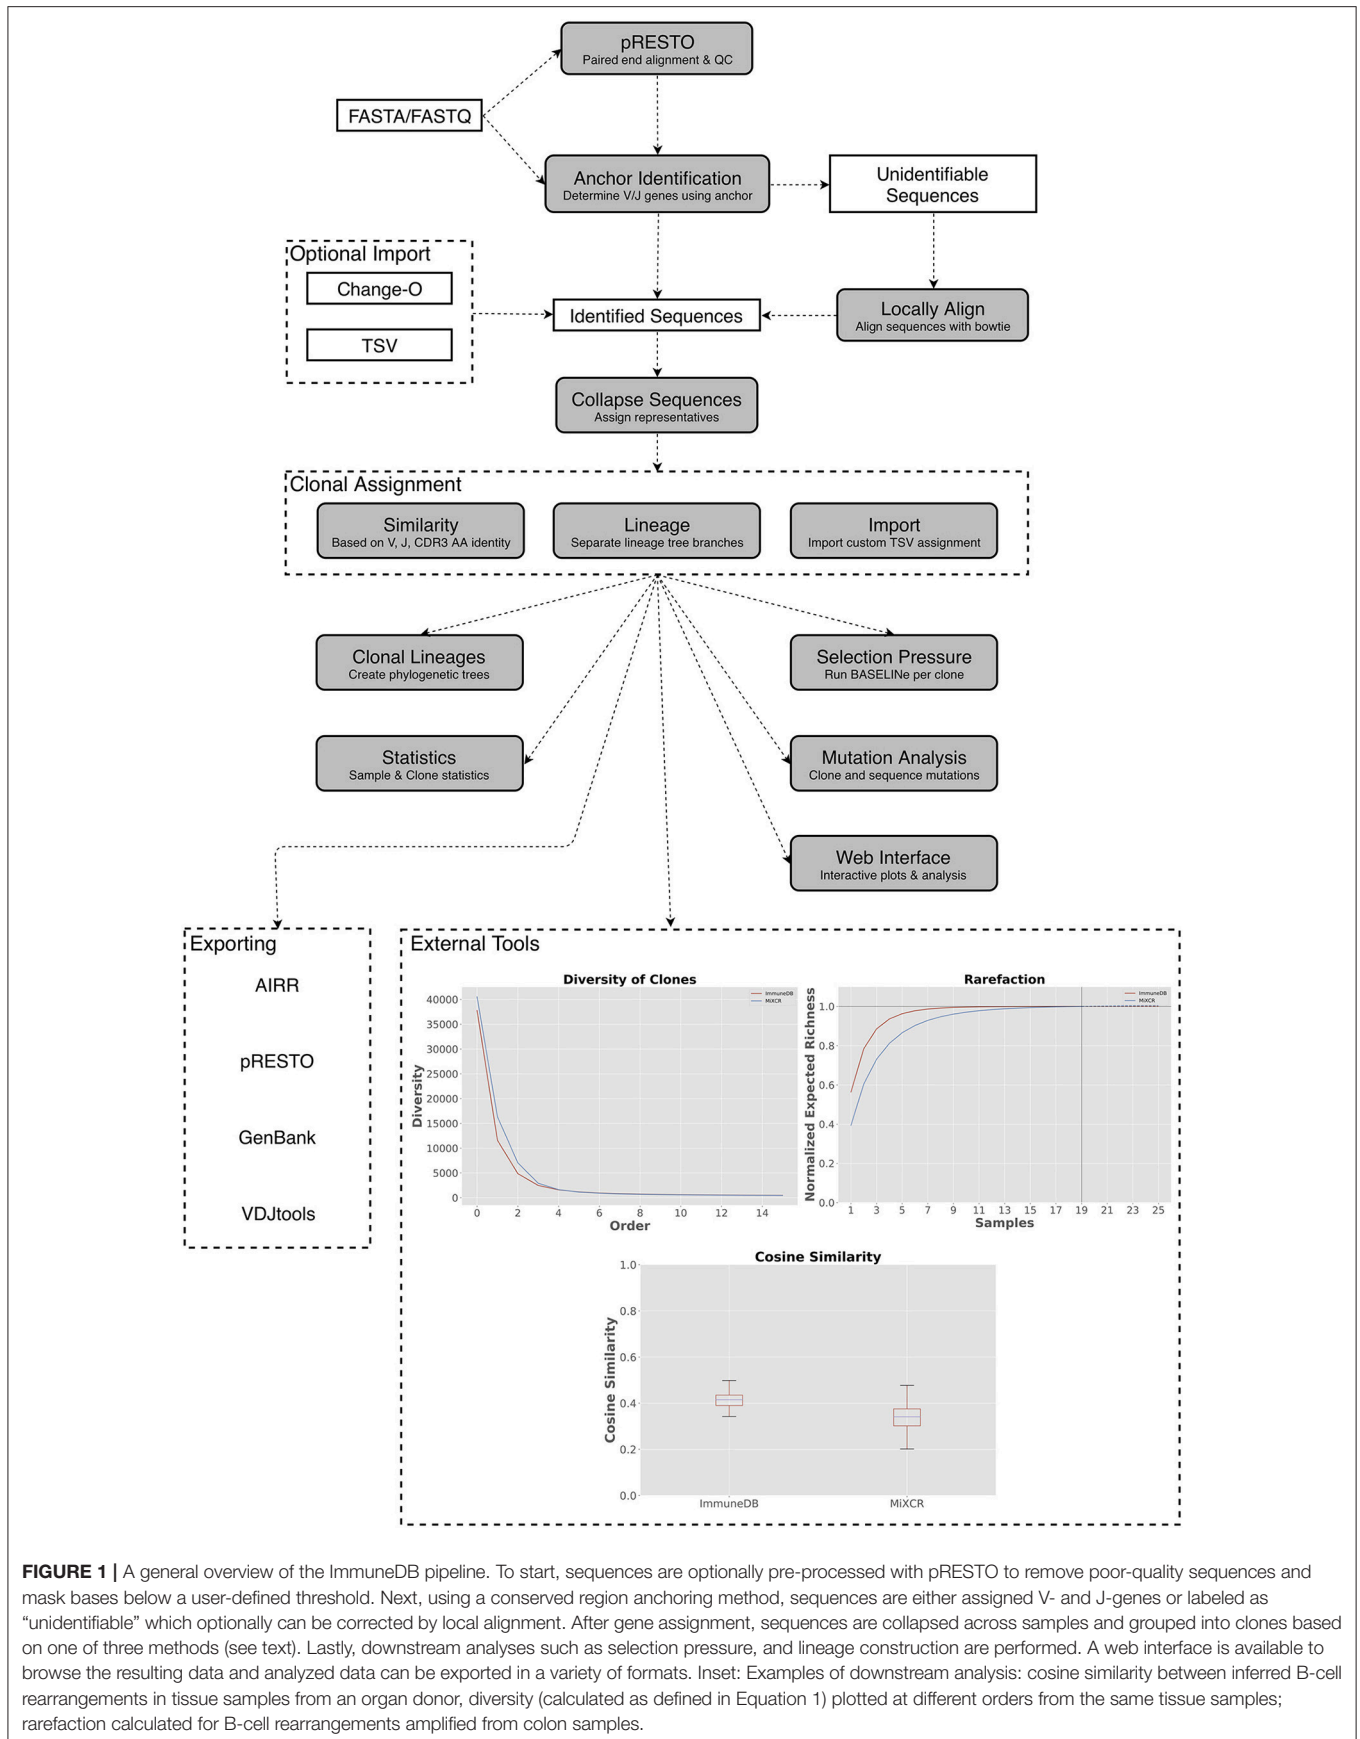 pRESTO
Paired end alignment & QC
FASTA/FASTQ
Anchor Identification
Determine V/J genes using anchor
Unidentifiable
Sequences
Optional Import
Change-O
TSV
Identified Sequences
Locally Align
Align sequences with bowtie
Collapse Sequences
Assign representatives
Clonal Assignment
Similarity
Based on V, J, CDR3 AA identity
Lineage
Separate lineage tree branches
Import
Import custom TSV assignment
Clonal Lineages
Create phylogenetic trees
Selection Pressure
Run BASELINe per clone
Statistics
Sample & Clone statistics
Mutation Analysis
Clone and sequence mutations
Web Interface
Interactive plots & analysis
Exporting
AIRR
pRESTO
GenBank
VDJtools
External Tools
Diversity of Clones
ImmuneDB
MiXCR
Diversity
40000
35000
30000
25000
20000
15000
10000
5000
0
0 2 4 6 8 10 12 14
Order
Rarefaction
ImmuneDB
MiXCR
Normalized Expected Richness
1.0
0.8
0.6
0.4
0.2
0.0
1 3 5 7 9 11 13 15 17 19 21 23 25
Samples
Cosine Similarity
Cosine Similarity
1.0
0.8
0.6
0.4
0.2
0.0
ImmuneDB MiXCR
FIGURE 1 | A general overview of the ImmuneDB pipeline. To start, sequences are optionally pre-processed with pRESTO to remove poor-quality sequences and
mask bases below a user-defined threshold. Next, using a conserved region anchoring method, sequences are either assigned V- and J-genes or labeled as
“unidentifiable” which optionally can be corrected by local alignment. After gene assignment, sequences are collapsed across samples and grouped into clones based
on one of three methods (see text). Lastly, downstream analyses such as selection pressure, and lineage construction are performed. A web interface is available to
browse the resulting data and analyzed data can be exported in a variety of formats. Inset: Examples of downstream analysis: cosine similarity between inferred B-cell
rearrangements in tissue samples from an organ donor, diversity (calculated as defined in Equation 1) plotted at different orders from the same tissue samples;
rarefaction calculated for B-cell rearrangements amplified from colon samples.